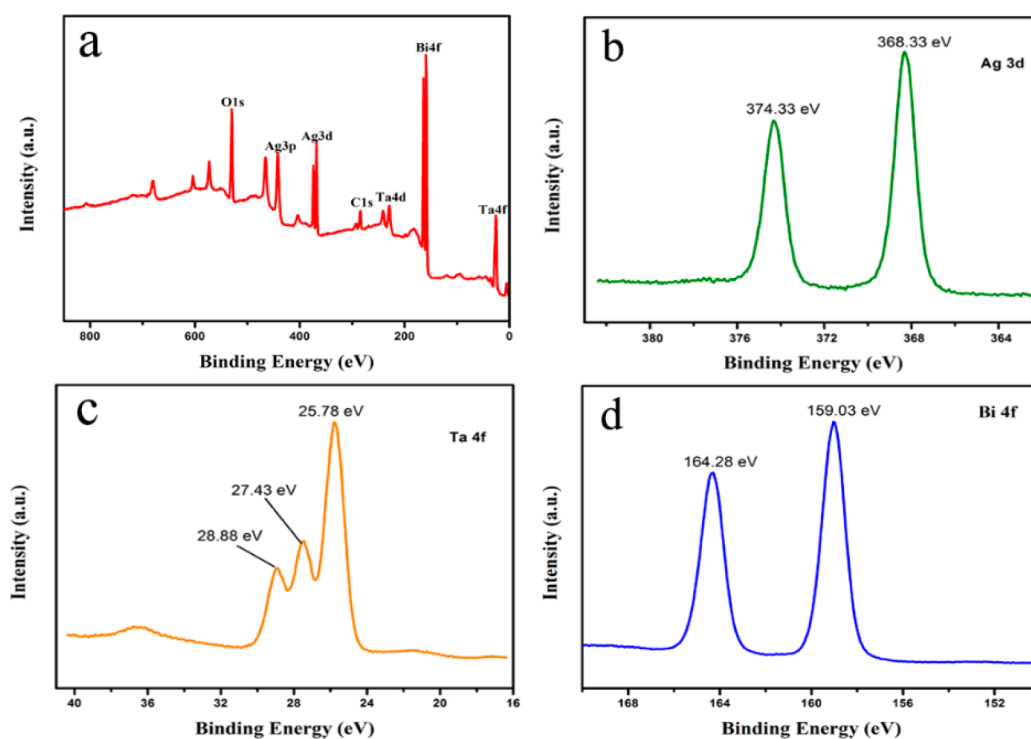 a
Bi4f
O1s
Ag3p
Ag3d
C1s
Ta4d
Ta4f
Intensity (a.u.)
800
600
400
200
0
Binding Energy (eV)
b
368.33 eV
Ag 3d
374.33 eV
Intensity (a.u.)
380
376
372
368
364
Binding Energy (eV)
c
25.78 eV
Ta 4f
27.43 eV
28.88 eV
Intensity (a.u.)
40
36
32
28
24
20
16
Binding Energy (eV)
d
159.03 eV
Bi 4f
164.28 eV
Intensity (a.u.)
168
164
160
156
152
Binding Energy (eV)